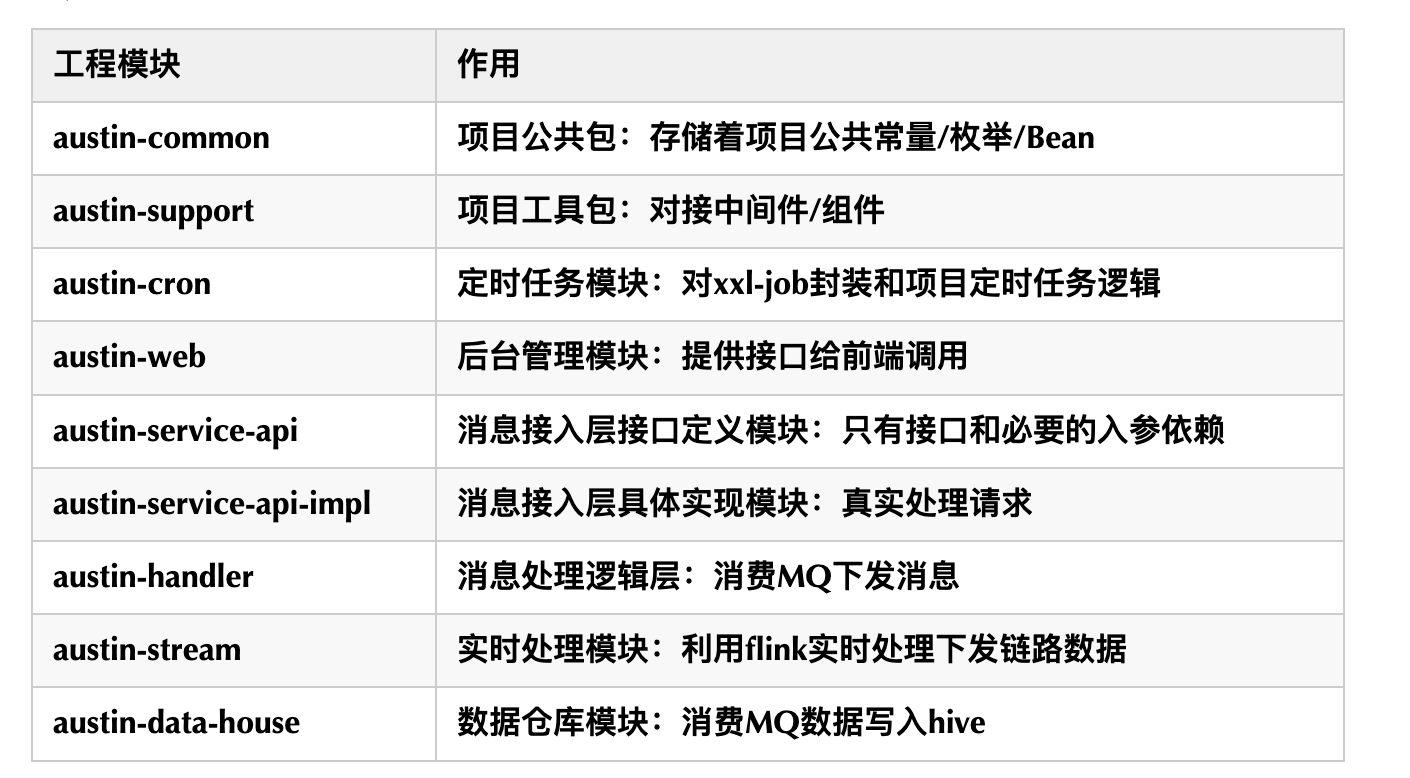 工程模块 作用
austin-common 项目公共包：存储着项目公共常量/枚举/Bean
austin-support 项目工具包：对接中间件/组件
austin-cron 定时任务模块：对xxl-job封装和项目定时任务逻辑
austin-web 后台管理模块：提供接口给前端调用
austin-service-api 消息接入层接口定义模块：只有接口和必要的入参依赖
austin-service-api-impl 消息接入层具体实现模块：真实处理请求
austin-handler 消息处理逻辑层：消费MQ下发消息
austin-stream 实时处理模块：利用flink实时处理下发链路数据
austin-data-house 数据仓库模块：消费MQ数据写入hive